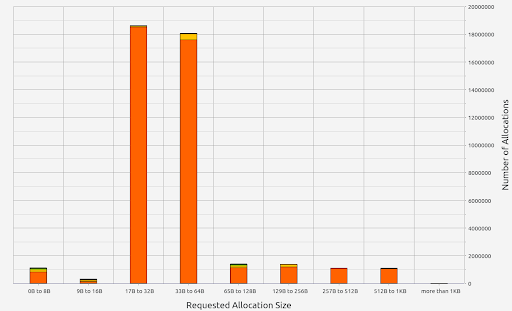 20000000
18000000
16000000
14000000
12000000
10000000
8000000
6000000
4000000
2000000
0
Number of Allocations
0B to 8B
9B to 16B
17B to 32B
33B to 64B
65B to 128B
129B to 256B
257B to 512B
512B to 1KB
more than 1KB
Requested Allocation Size